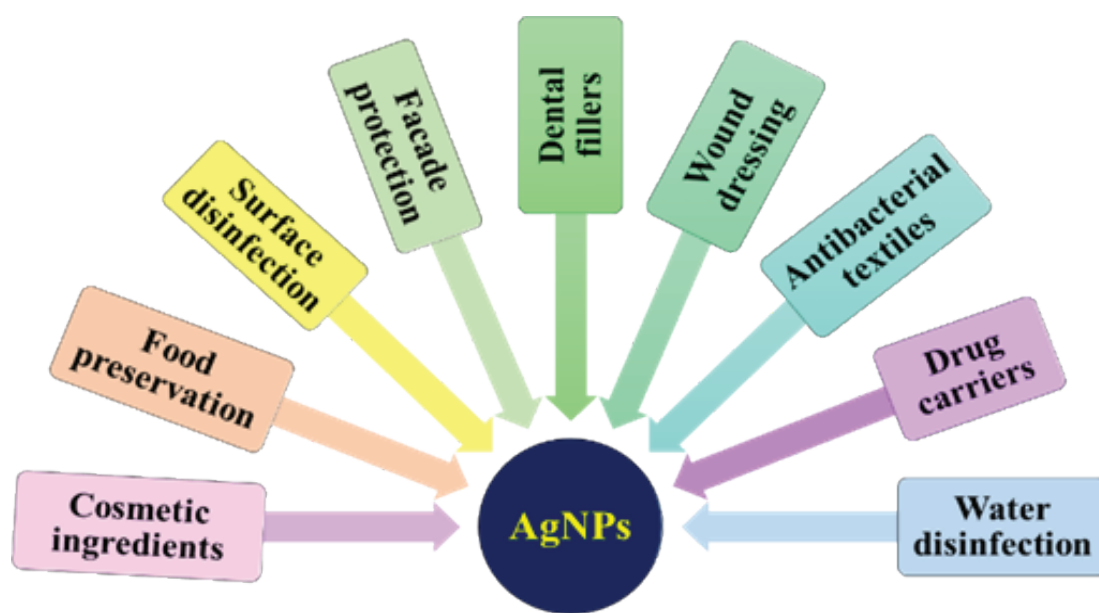 Cosmetic
ingredients
Food
preservation
Surface
disinfection
Facade
protection
Dental
fillers
Wound
dressing
Antibacterial
textiles
Drug
carriers
Water
disinfection
AgNPs